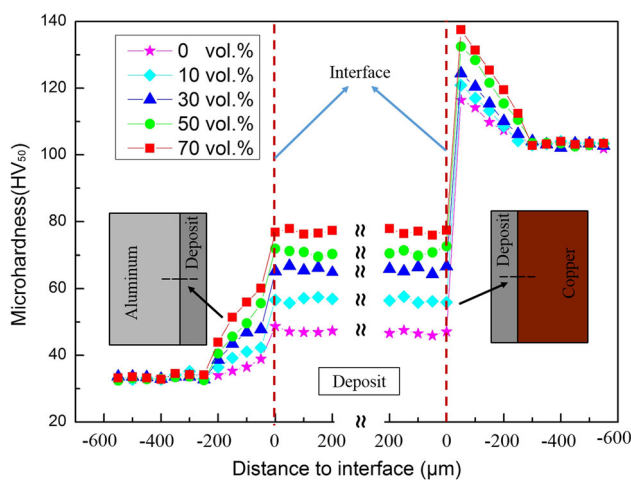 140
120
100
80
60
40
20
Microhardness(HV50)
0 vol.%
10 vol.%
30 vol.%
50 vol.%
70 vol.%
Interface
Aluminum
Deposit
Deposit
Copper
Deposit
≈
≈
≈
-600 -400 -200 0 200 200 0 -200 -400 -600
Distance to interface (μm)